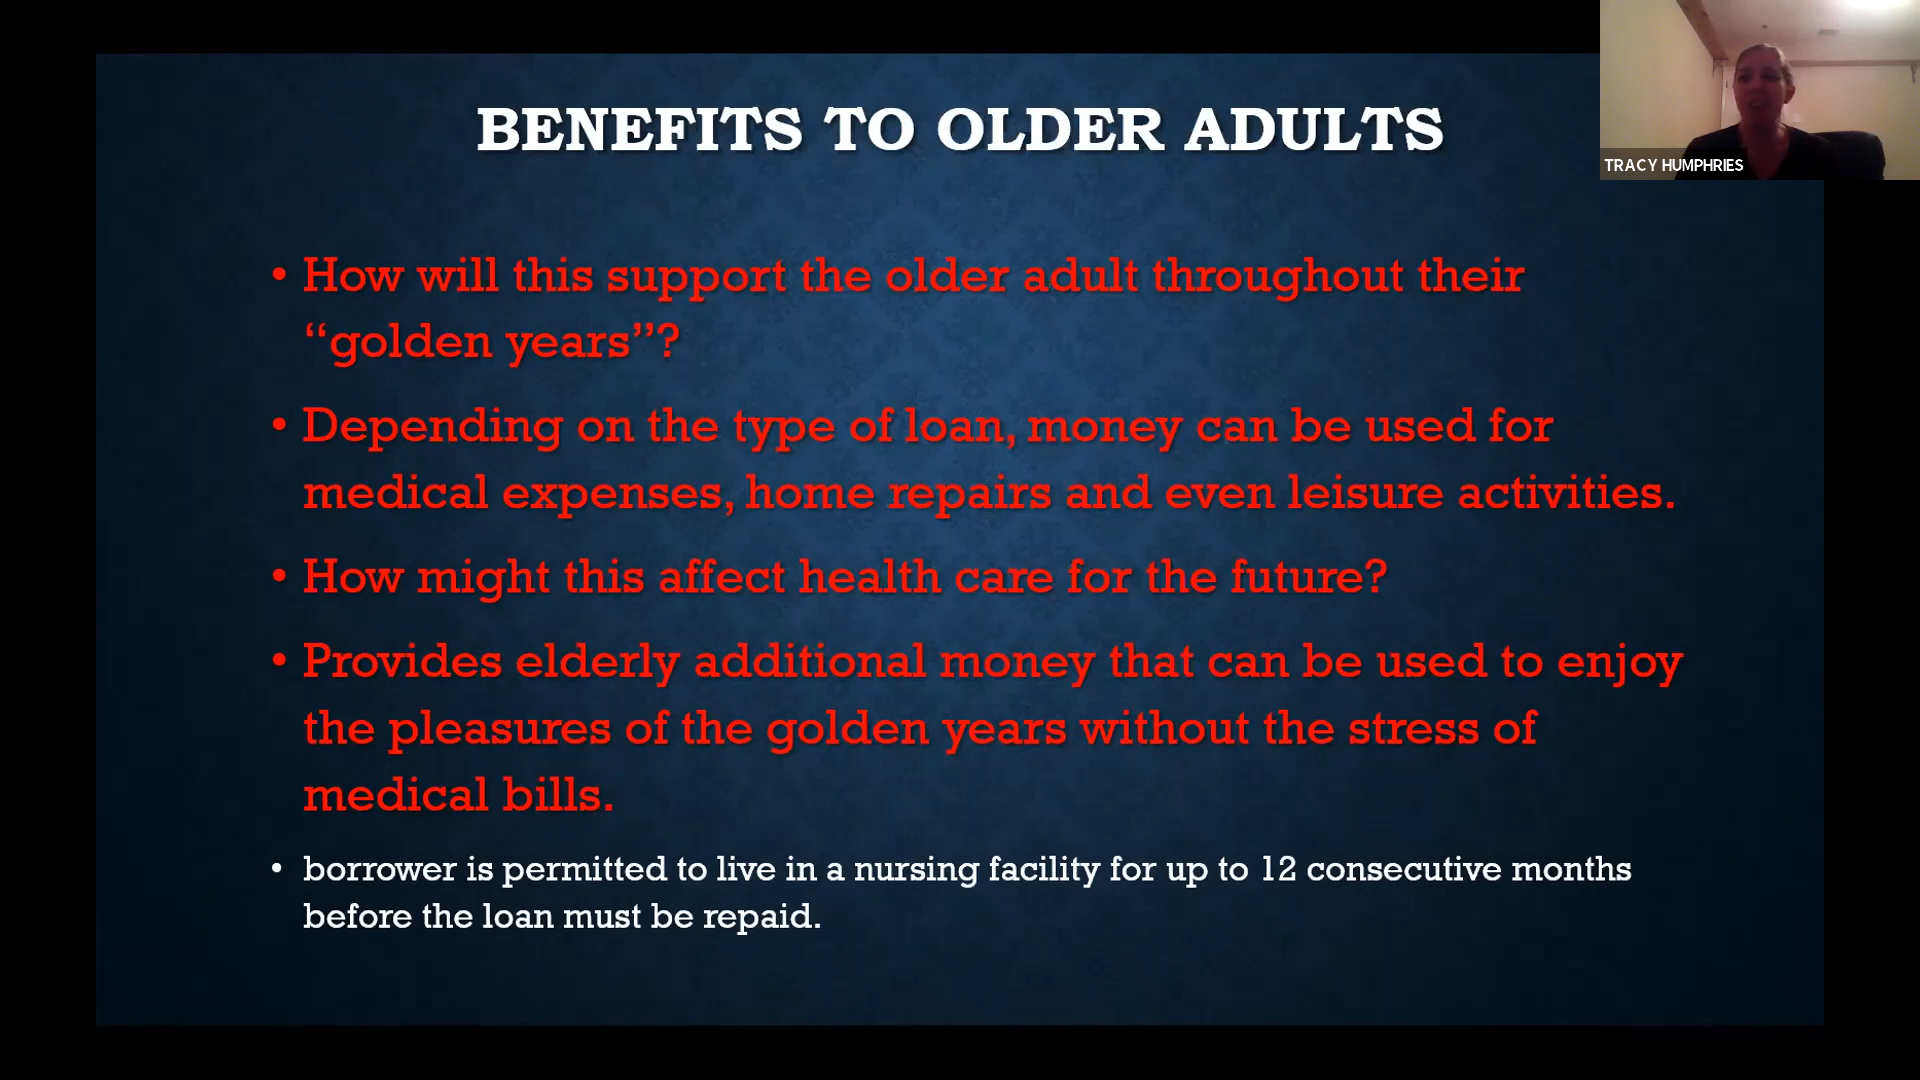 BENEFITS TO OLDER ADULTS
TRACY HUMPHRIES
• How will this support the older adult throughout their
“golden years”?
• Depending on the type of loan, money can be used for
medical expenses, home repairs and even leisure activities.
• How might this affect health care for the future?
• Provides elderly additional money that can be used to enjoy
the pleasures of the golden years without the stress of
medical bills.
• borrower is permitted to live in a nursing facility for up to 12 consecutive months
before the loan must be repaid.